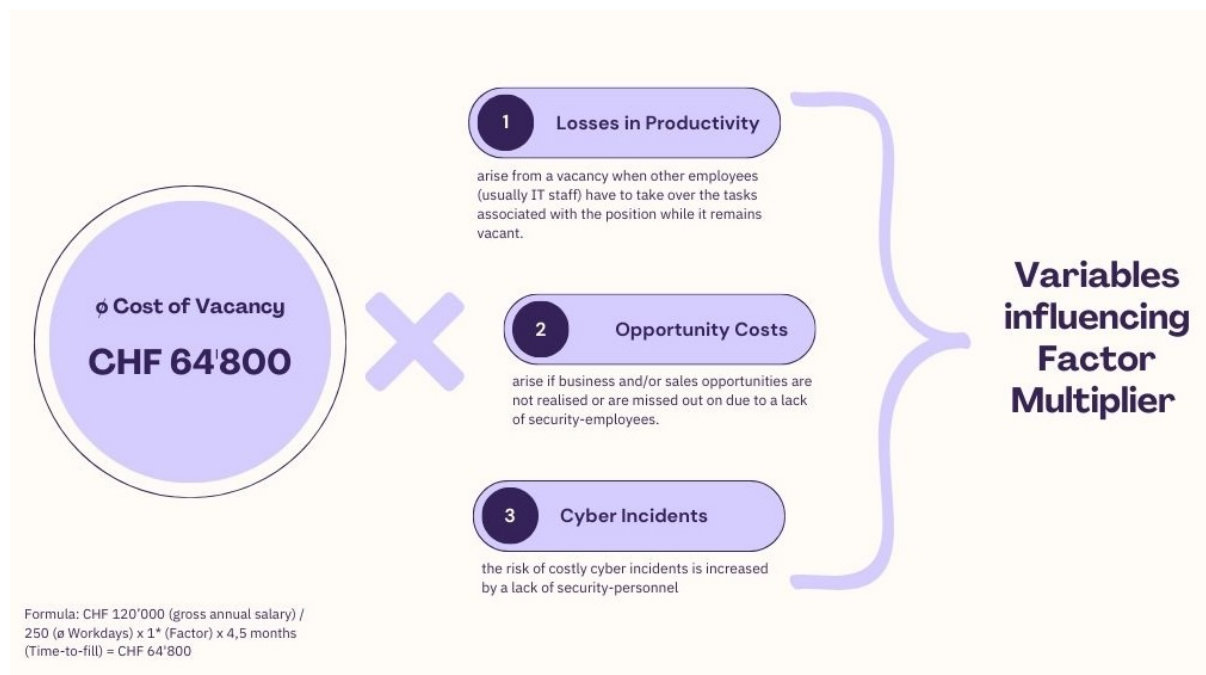 ø Cost of Vacancy
CHF 64'800
1
Losses in Productivity
arise from a vacancy when other employees
(usually IT staff) have to take over the tasks
associated with the position while it remains
vacant.
2
Opportunity Costs
arise if business and/or sales opportunities are
not realised or are missed out on due to a lack
of security-employees.
3
Cyber Incidents
the risk of costly cyber incidents is increased
by a lack of security-personnel
Variables
influencing
Factor
Multiplier
Formula: CHF 120’000 (gross annual salary) /
250 (ø Workdays) x 1* (Factor) x 4,5 months
(Time-to-fill) = CHF 64'800